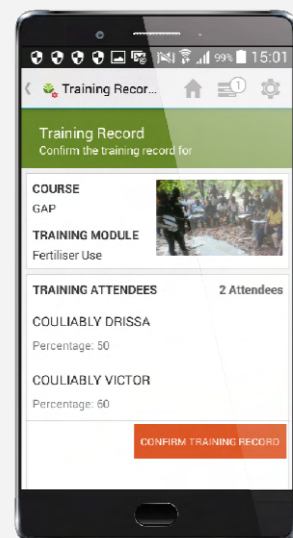 99% 15:01
Training Recor...
1
Training Record
Confirm the training record for
COURSE
GAP
TRAINING MODULE
Fertiliser Use
TRAINING ATTENDEES 2 Attendees
COULIABLY DRISSA
Percentage: 50
COULIABLY VICTOR
Percentage: 60
CONFIRM TRAINING RECORD